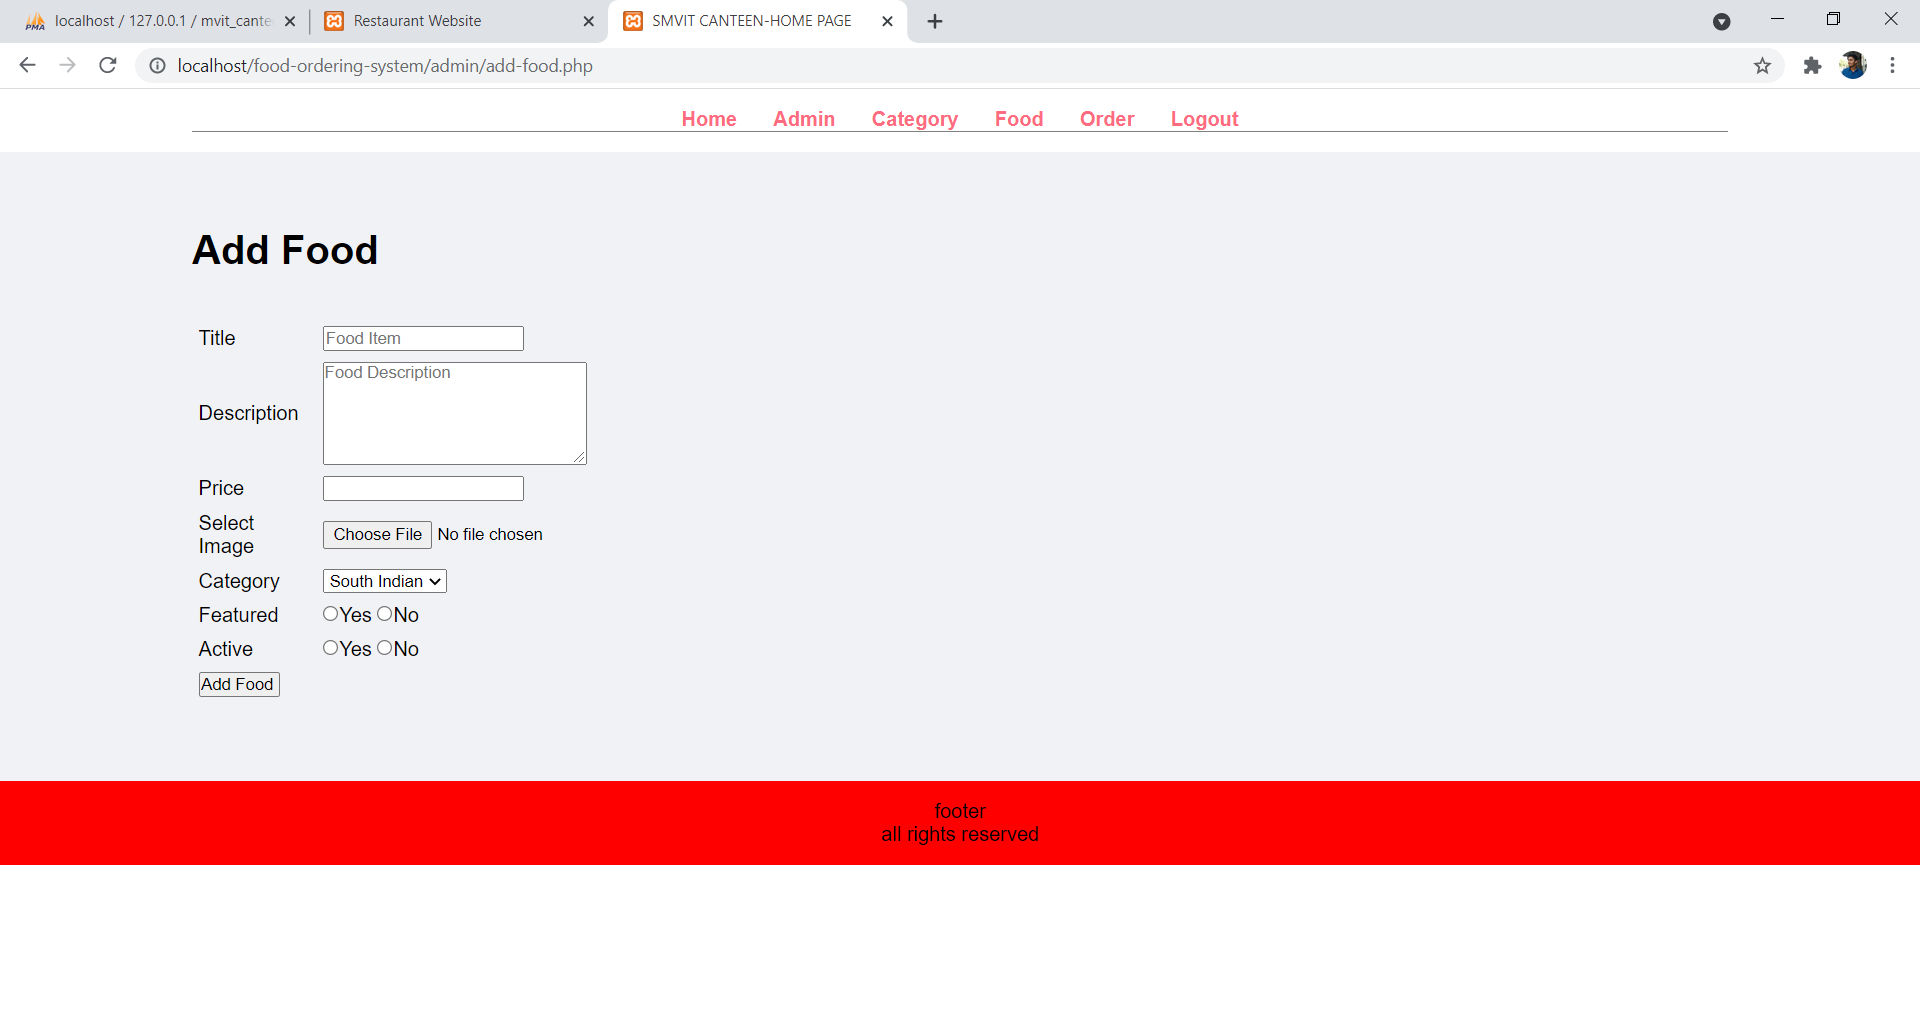 localhost / 127.0.0.1 / mvit_cante
Restaurant Website
SMVIT CANTEEN-HOME PAGE
localhost/food-ordering-system/admin/add-food.php
Home Admin Category Food Order Logout
Add Food
Title Food Item
Description Food Description
Price
Select
Image
Choose File No file chosen
Category South Indian
Featured Yes No
Active Yes No
Add Food
footer
all rights reserved